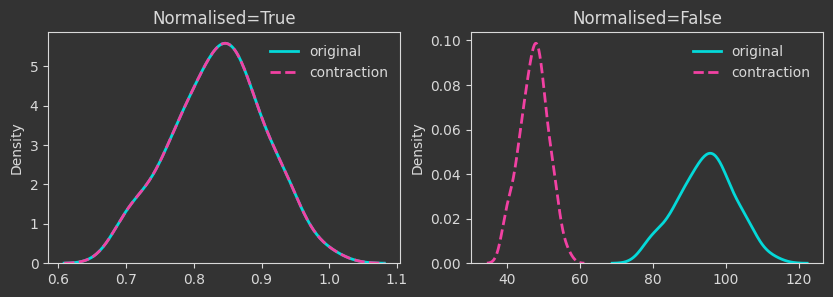 Normalised=True
original
contraction
Density
5
4
3
2
1
0
0.6 0.7 0.8 0.9 1.0 1.1
Normalised=False
original
contraction
Density
0.10
0.08
0.06
0.04
0.02
0.00
40 60 80 100 120